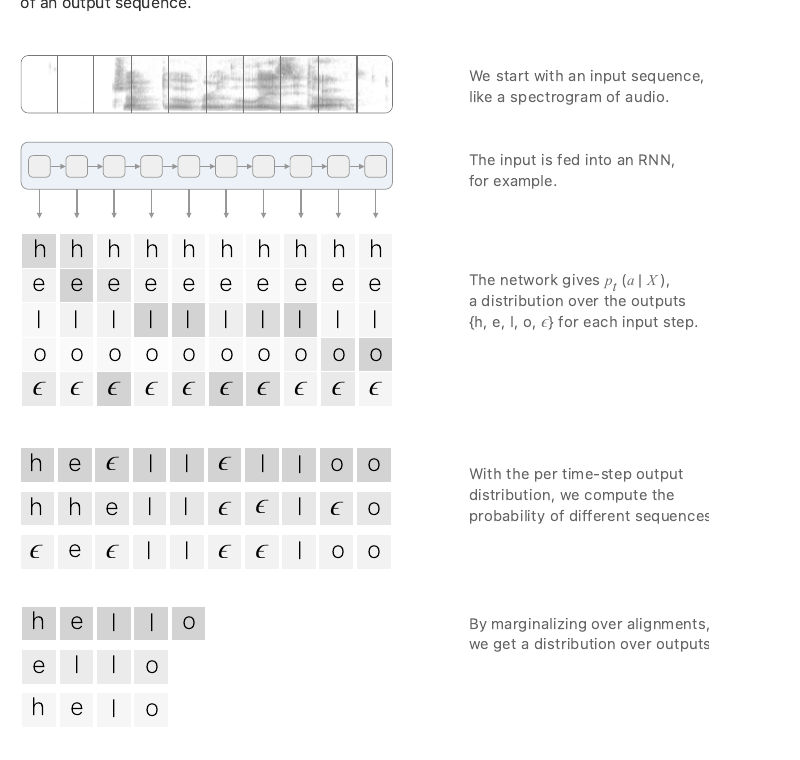 of an output sequence.
We start with an input sequence,
like a spectrogram of audio.
The input is fed into an RNN,
for example.
h h h h h h h h h h
e e e e e e e e e e
l l l l l l l l l l
o o o o o o o o o o
ϵ ϵ ϵ ϵ ϵ ϵ ϵ ϵ ϵ ϵ
The network gives p_t (a | X),
a distribution over the outputs
{h, e, l, o, ϵ} for each input step.
h e ϵ l l ϵ l l o o
h h e l l ϵ ϵ l ϵ o
ϵ e ϵ l l ϵ ϵ l o o
With the per time-step output
distribution, we compute the
probability of different sequences
h e l l o
e l l o
h e l o
By marginalizing over alignments,
we get a distribution over outputs